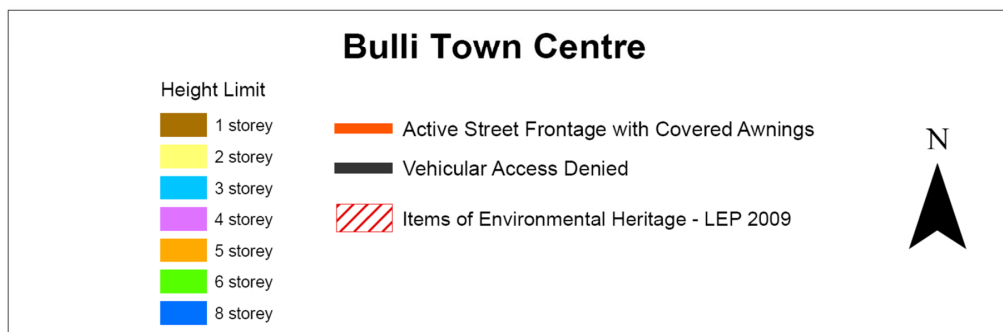 Bulli Town Centre
Height Limit
1 storey
2 storey
3 storey
4 storey
5 storey
6 storey
8 storey
Active Street Frontage with Covered Awnings
Vehicular Access Denied
Items of Environmental Heritage - LEP 2009
N